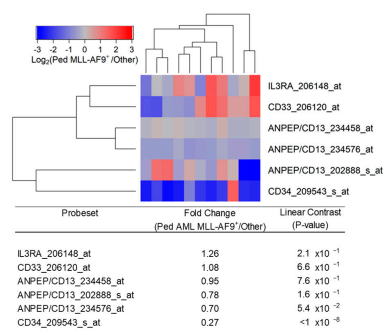 -3 -2 -1 0 1 2 3
Log2(Ped MLL-AF9+/Other)
IL3RA_206148_at
CD33_206120_at
ANPEP/CD13_234458_at
ANPEP/CD13_234576_at
ANPEP/CD13_202888_s_at
CD34_209543_s_at
Probeset Fold Change Linear Contrast
(Ped AML MLL-AF9+/Other) (P-value)
IL3RA_206148_at 1.26 2.1 x10 -1
CD33_206120_at 1.08 6.6 x10 -1
ANPEP/CD13_234458_at 0.95 7.6 x10 -1
ANPEP/CD13_202888_s_at 0.78 1.6 x10 -1
ANPEP/CD13_234576_at 0.70 5.4 x10 -2
CD34_209543_s_at 0.27 <1 x10 -8